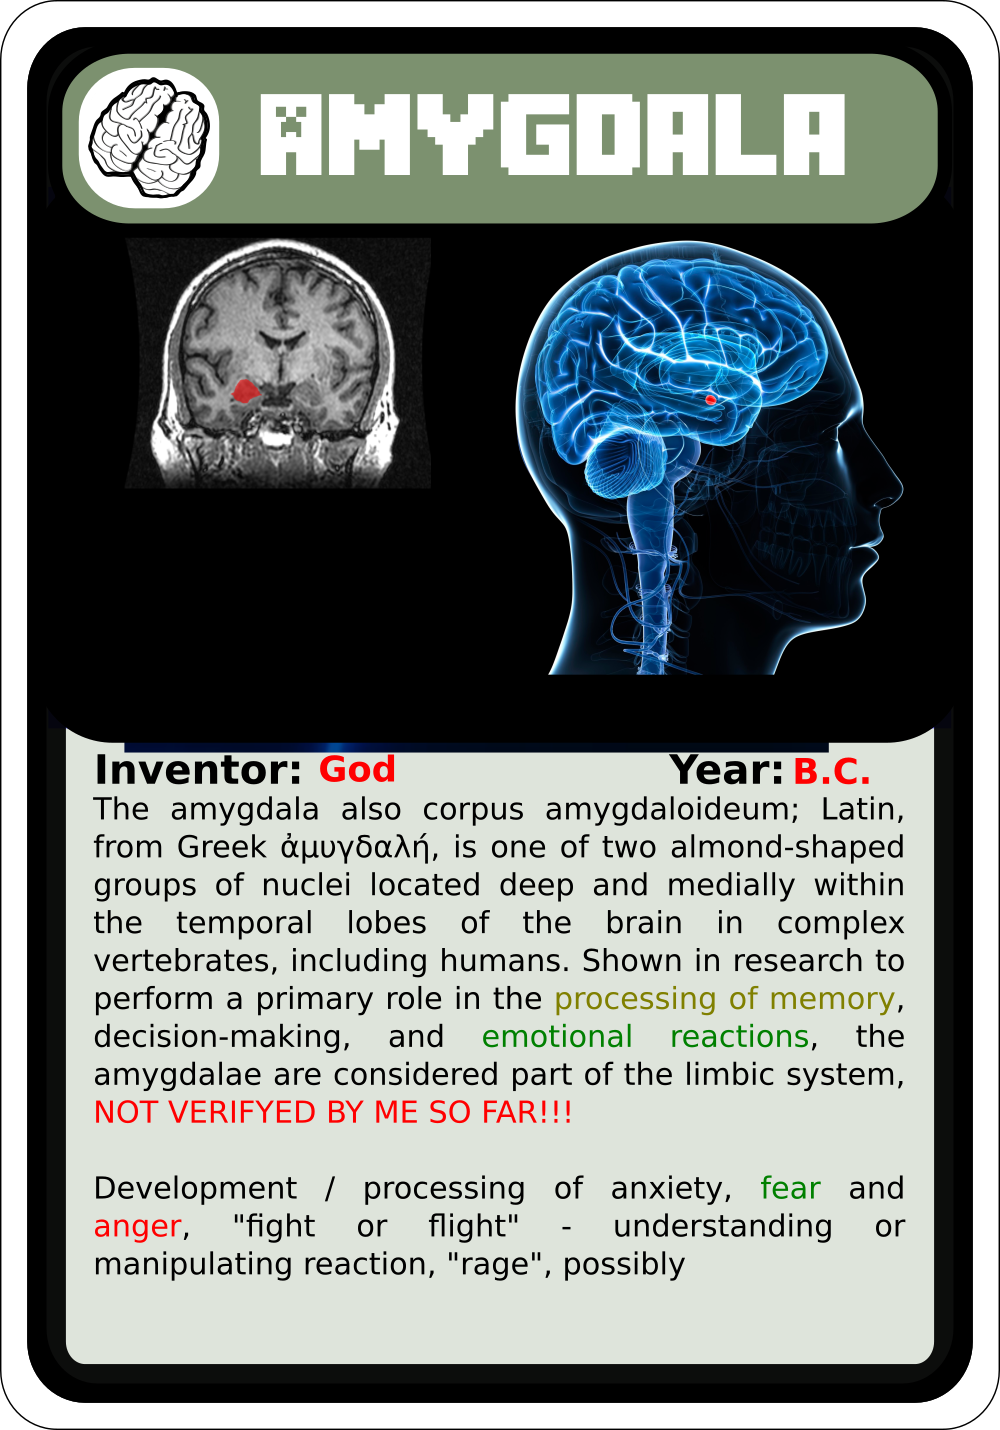 AMYGDALA
Inventor: God Year: B.C.
The amygdala also corpus amygdaloideum; Latin,
from Greek ἀμυγδαλή, is one of two almond-shaped
groups of nuclei located deep and medially within
the temporal lobes of the brain in complex
vertebrates, including humans. Shown in research to
perform a primary role in the processing of memory,
decision-making, and emotional reactions, the
amygdalae are considered part of the limbic system,
NOT VERIFYED BY ME SO FAR!!!
Development / processing of anxiety, fear and
anger, "fight or flight" - understanding or
manipulating reaction, "rage", possibly